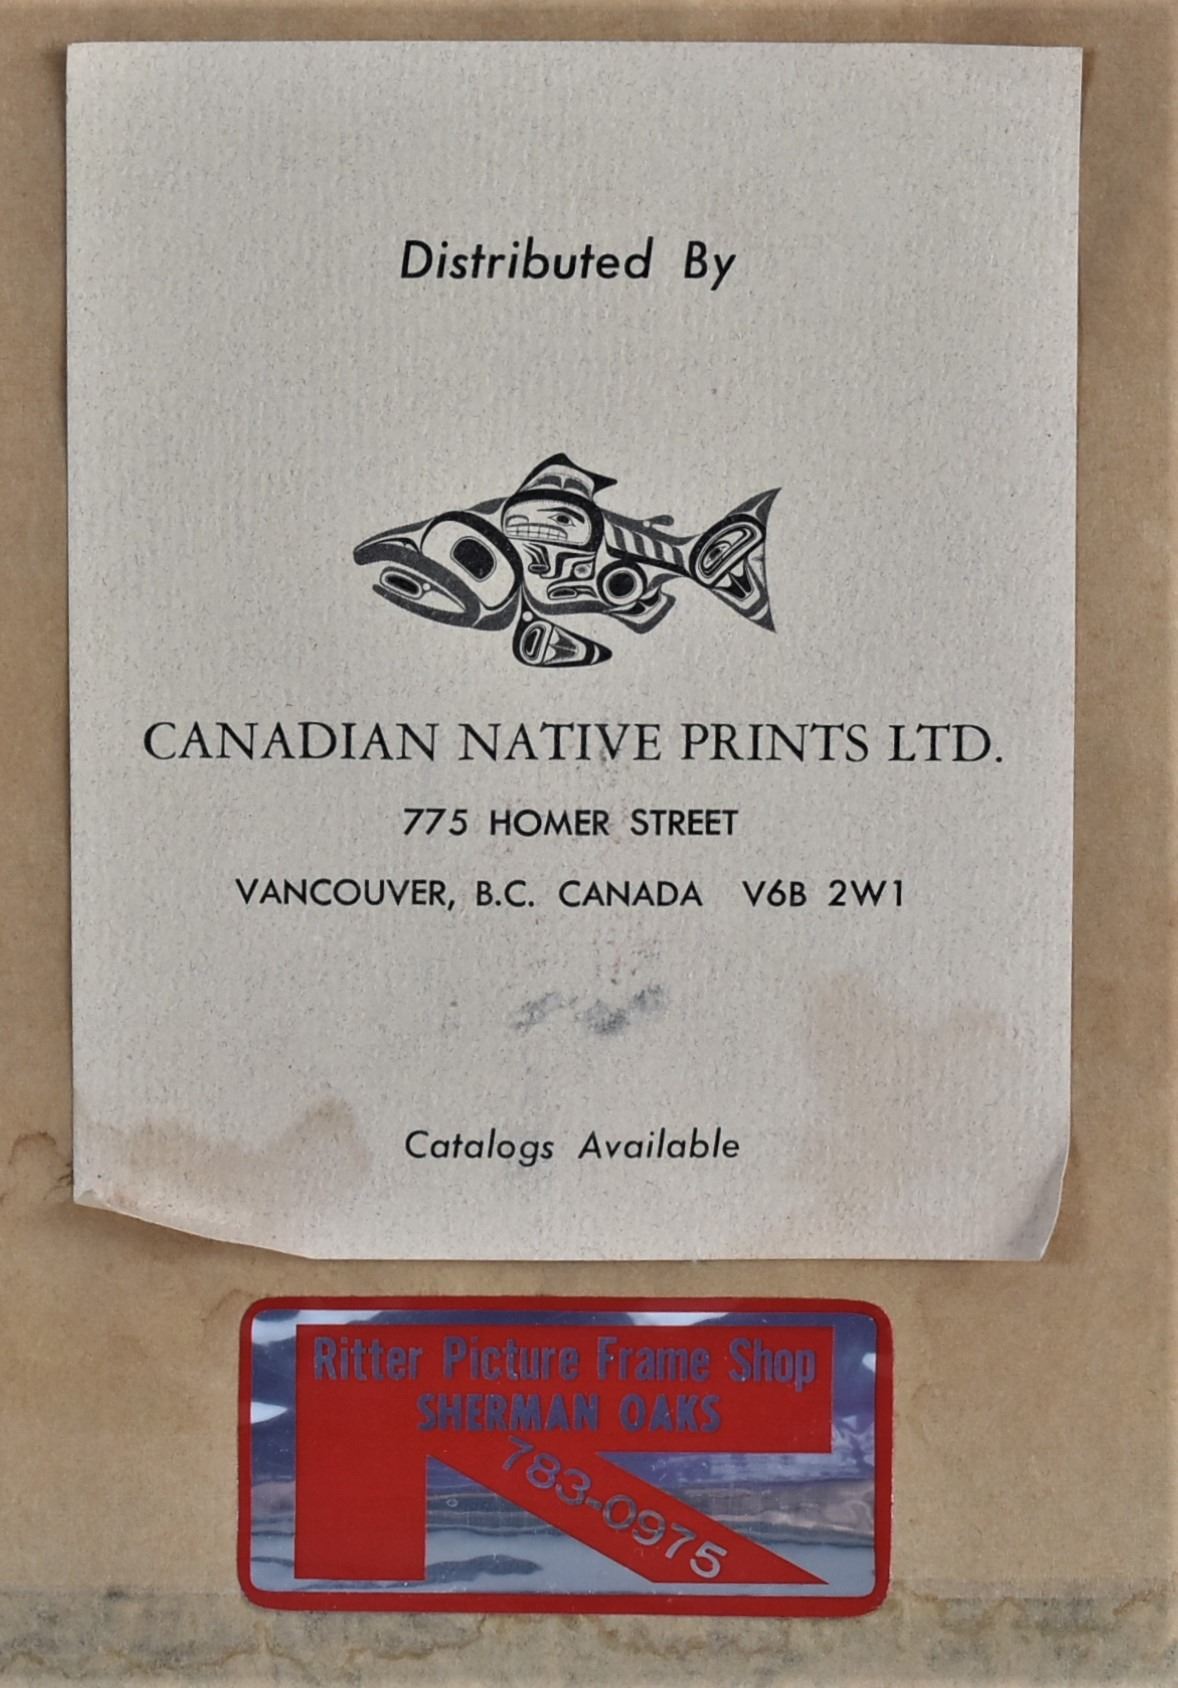 Distributed By
CANADIAN NATIVE PRINTS LTD.
775 HOMER STREET
VANCOUVER, B.C. CANADA V6B 2W1
Catalogs Available
Ritter Picture Frame Shop
SHERMAN OAKS
783-0975